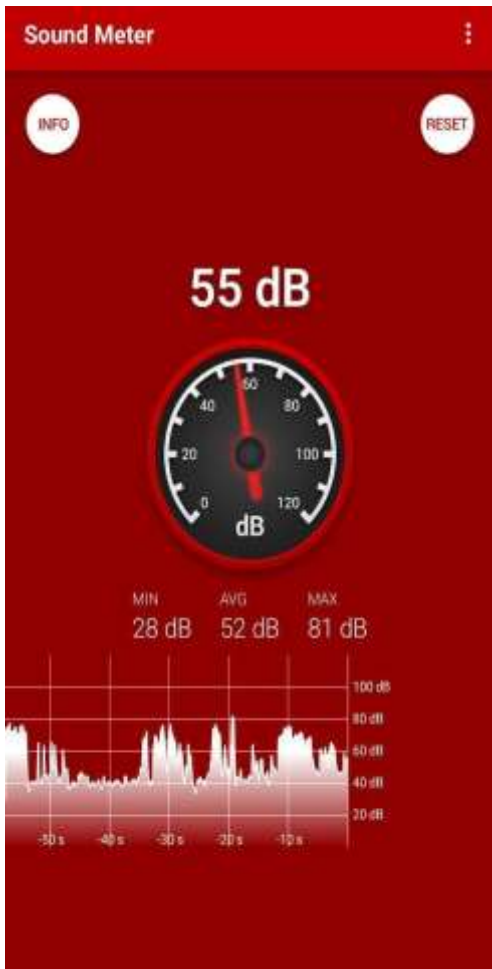 Sound Meter
INFO
RESET
55 dB
60
40
80
20
100
0
120
dB
MIN AVG MAX
28 dB 52 dB 81 dB
100 dB
80 dB
60 dB
40 dB
20 dB
-50 s -40 s -30 s -20 s -10 s